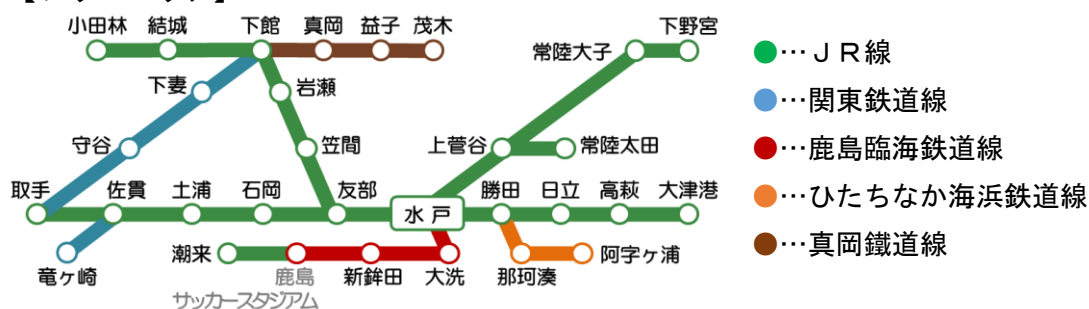 小田林 結城 下館 真岡 益子 茂木
下野宮
常陸大子
下妻
岩瀬
守谷
笠間
上菅谷
常陸太田
取手 佐貫 土浦 石岡 友部 水戸 勝田 日立 高萩 大津港
竜ヶ崎
潮来
鹿島
サッカースタジアム
新鉾田 大洗 那珂湊
阿字ヶ浦
●…ＪＲ線
●…関東鉄道線
●…鹿島臨海鉄道線
●…ひたちなか海浜鉄道線
●…真岡鐵道線